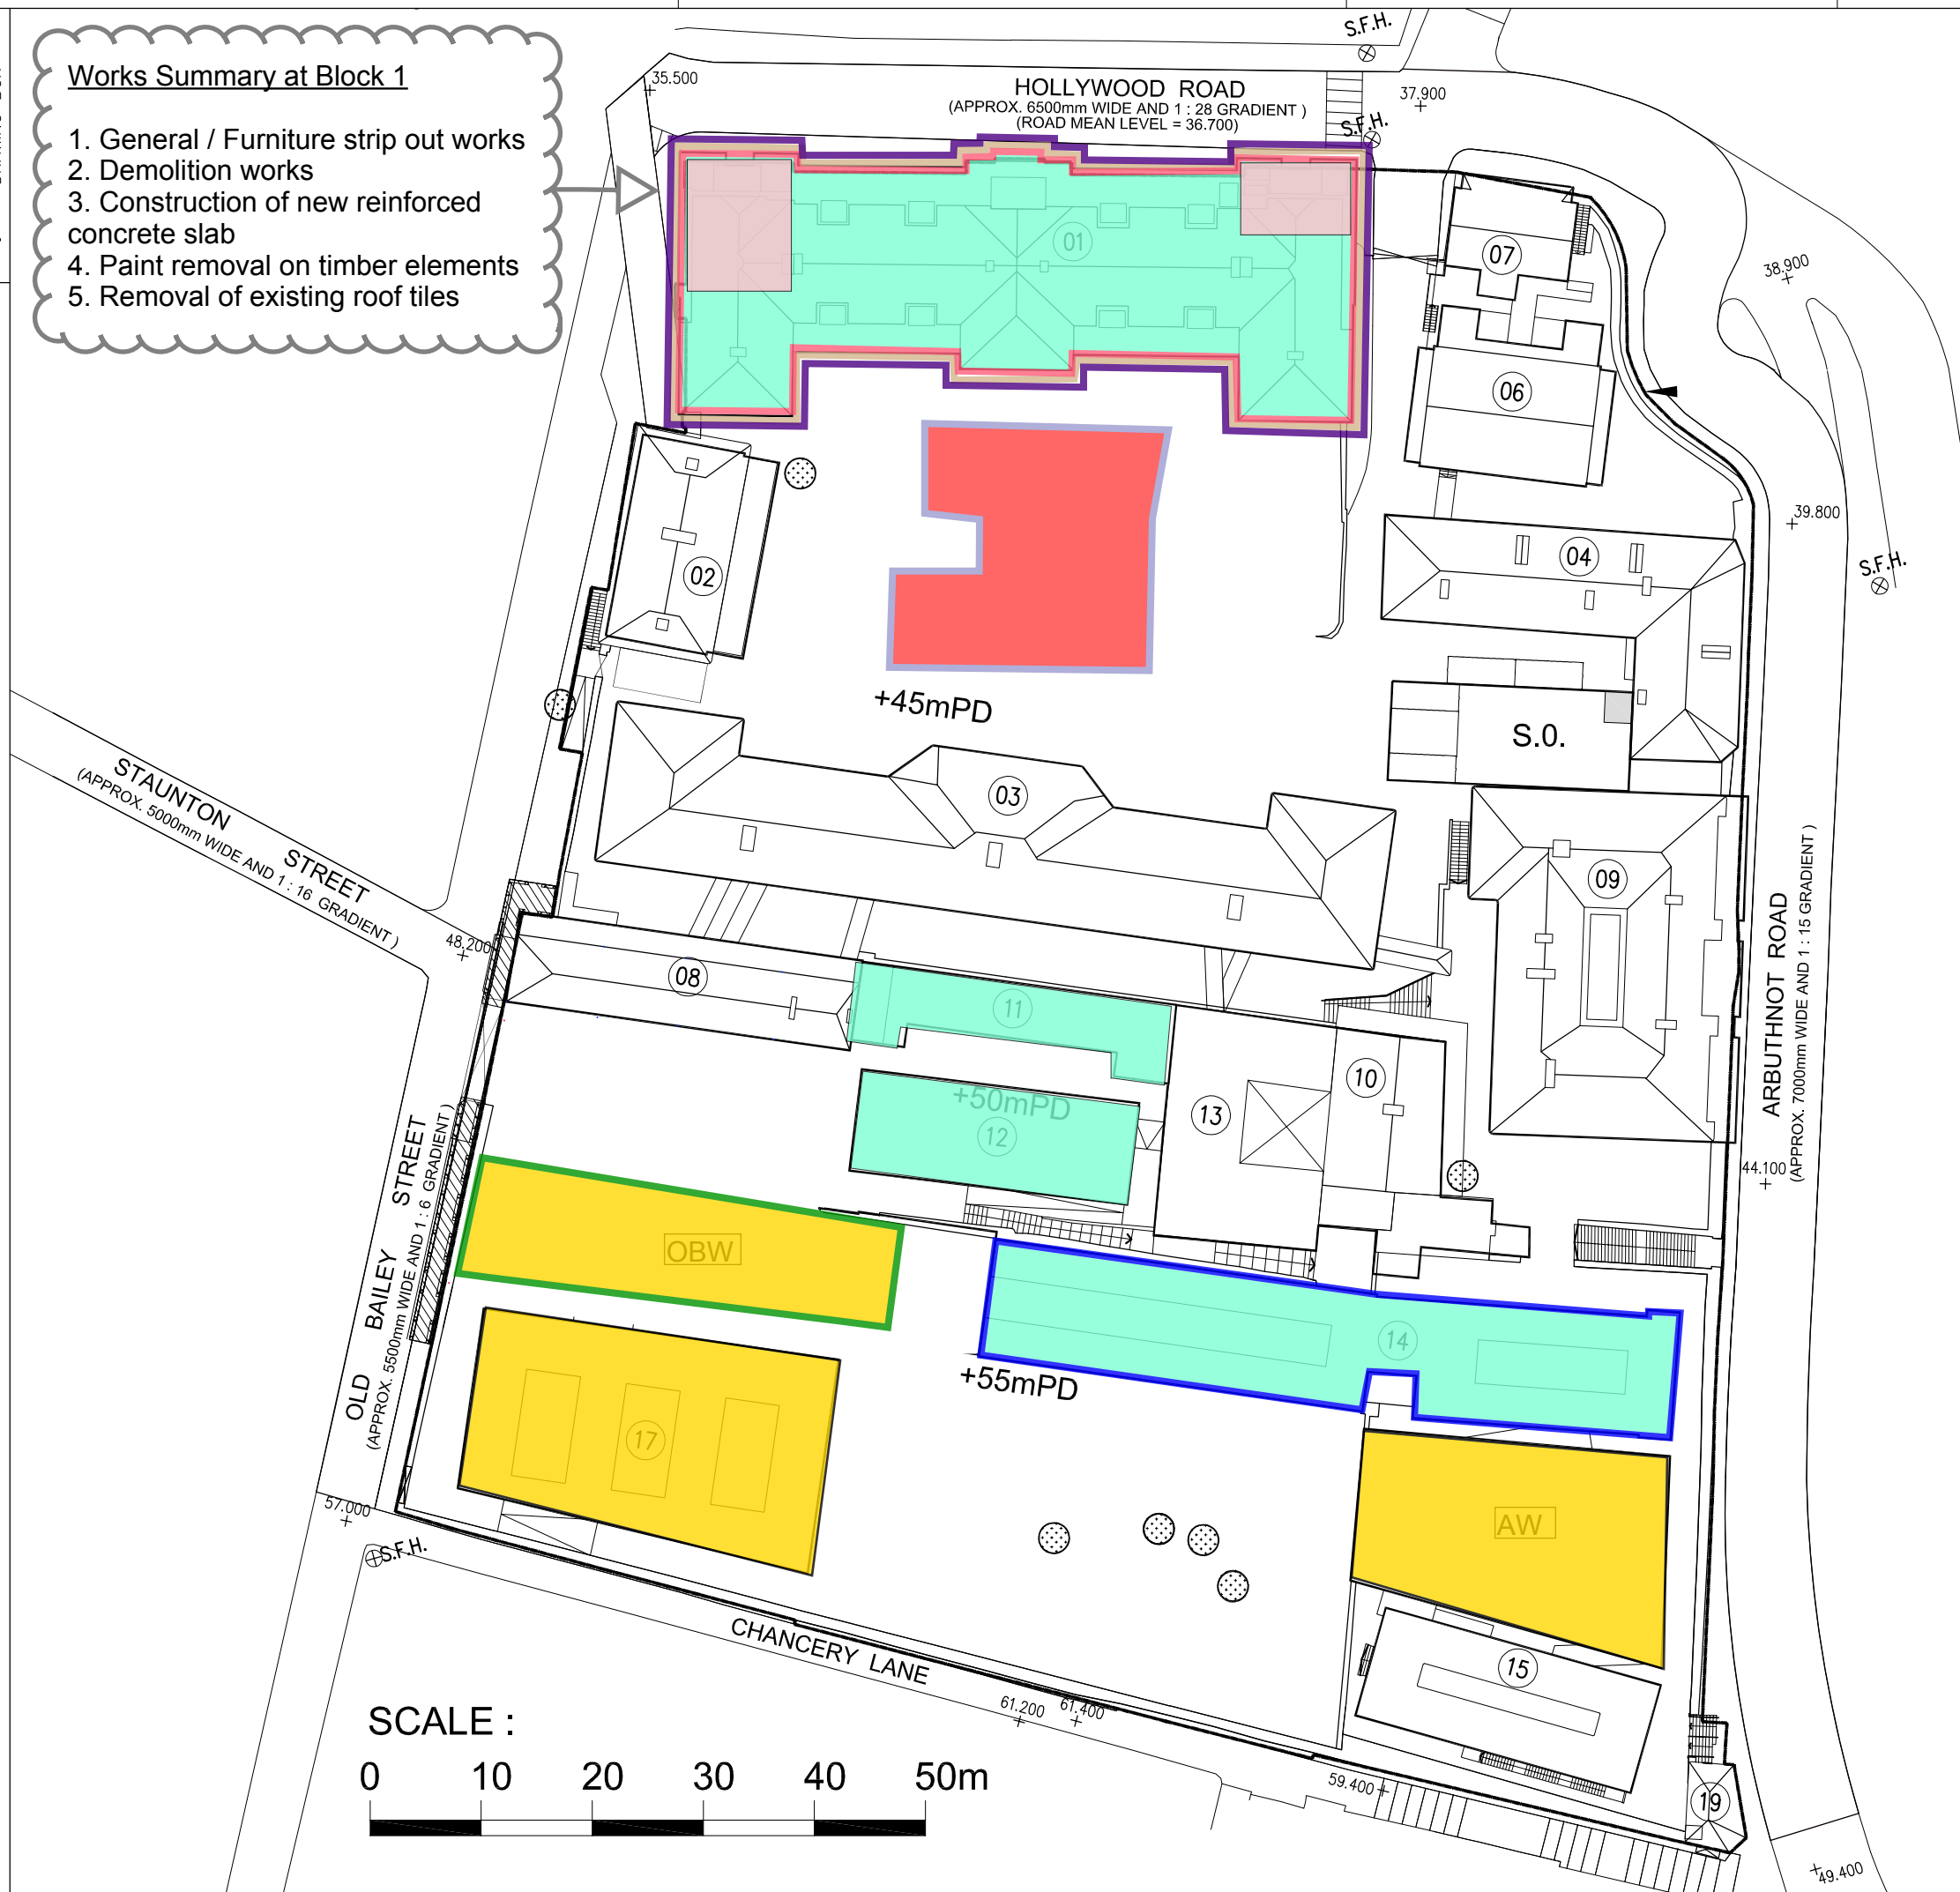 Works Summary at Block 1
1. General / Furniture strip out works
2. Demolition works
3. Construction of new reinforced
concrete slab
4. Paint removal on timber elements
5. Removal of existing roof tiles
S.F.H.
35.500
HOLLYWOOD ROAD
(APPROX. 6500mm WIDE AND 1 : 28 GRADIENT )
(ROAD MEAN LEVEL = 36.700)
37.900
S.F.H.
01
07
38.900
06
39.800
04
S.F.H.
02
+45mPD
S.O.
03
STAUNTON STREET
(APPROX. 5000mm WIDE AND 1 : 16 GRADIENT )
48.200
09
ARBUTHNOT ROAD
(APPROX. 7000mm WIDE AND 1 : 15 GRADIENT )
08
11
10
+50mPD
13
12
44.100
OLD BAILEY STREET
(APPROX. 5500mm WIDE AND 1 : 6 GRADIENT )
OBW
14
+55mPD
17
57.000
S.F.H.
AW
CHANCERY LANE
15
61.200
61.400
59.400
19
49.400
SCALE :
0 10 20 30 40 50m